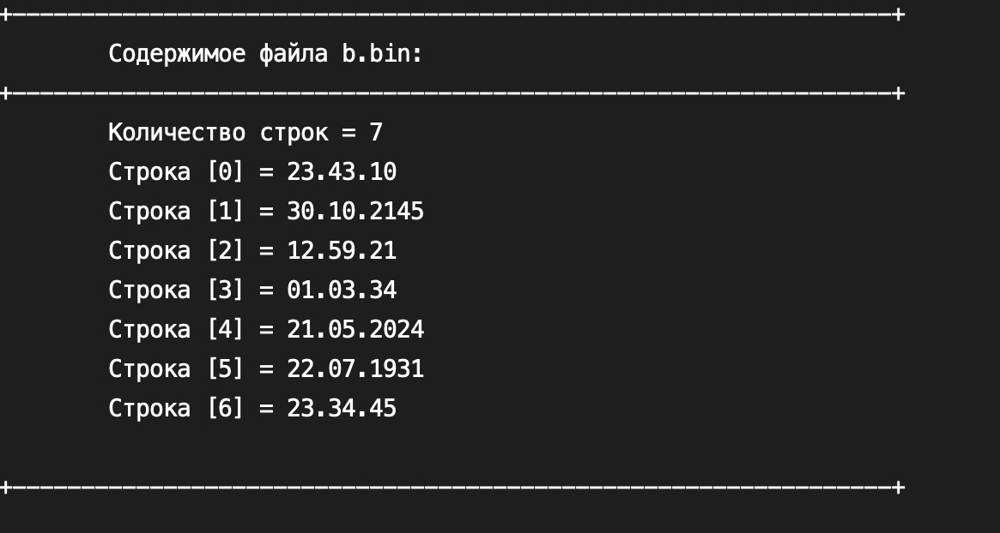 +----------------------------------------------------------------+
Содержимое файла b.bin:
+----------------------------------------------------------------+
Количество строк = 7
Строка [0] = 23.43.10
Строка [1] = 30.10.2145
Строка [2] = 12.59.21
Строка [3] = 01.03.34
Строка [4] = 21.05.2024
Строка [5] = 22.07.1931
Строка [6] = 23.34.45
+----------------------------------------------------------------+